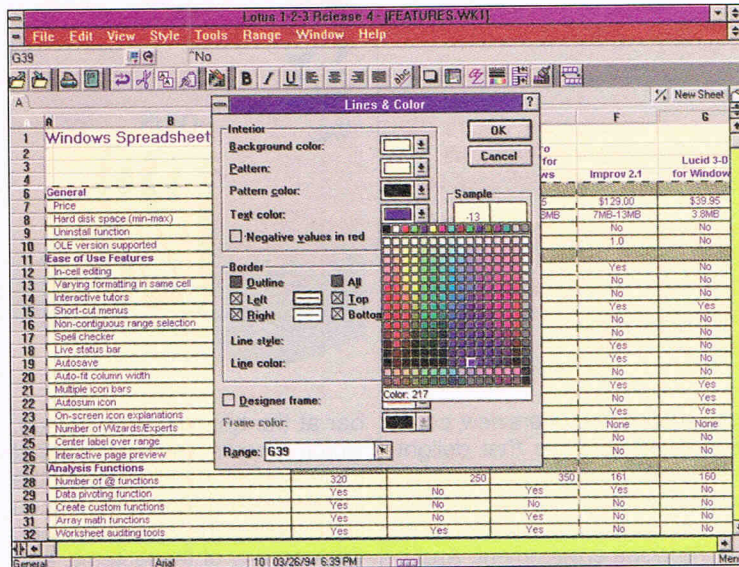 Lotus 1-2-3 Release 4 - [FEATURES.WK1]
File Edit View Style Tools Range Window Help
G39 ^No
B I U abc
A New Sheet
A B F G
1 Windows Spreadsheet
2 ro
3 for Lucid 3-D
4 ws Improv 2.1 for Window
6 General
7 Price 5 $129.00 $39.95
8 Hard disk space (min-max) 8MB 7MB-13MB 3.8MB
9 Uninstall function No No
10 OLE version supported 1.0 No
11 Ease of Use Features
12 In-cell editing Yes No
13 Varying formatting in same cell No No
14 Interactive tutors No No
15 Short-cut menus Yes Yes
16 Non-contiguous range selection No No
17 Spell checker No No
18 Live status bar Yes No
19 Autosave No No
20 Auto-fit column width No No
21 Multiple icon bars Yes Yes
22 Autosum icon No Yes
23 On-screen icon explanations Yes Yes
24 Number of Wizards/Experts None None
25 Center label over range No No
26 Interactive page preview No No
27 Analysis Functions
28 Number of @ functions 320 250 350 161 160
29 Data pivoting function Yes No Yes Yes No
30 Create custom functions Yes No Yes No No
31 Array math functions Yes No Yes No No
32 Worksheet auditing tools Yes Yes Yes No No
Lines & Color ?
Interior
Background color:
Pattern:
Pattern color:
Text color:
Negative values in red
OK
Cancel
Sample
-13
Border
Outline All
Left Top
Right Bottom
Line style:
Line color:
Color: 217
Designer frame:
Frame color:
Range: G39
General Arial 10 03/26/94 6:39 PM Men